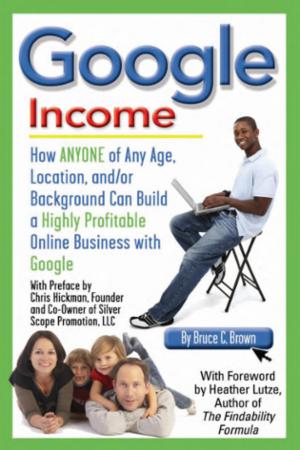 Google
Income
How ANYONE of Any Age,
Location, and/or
Background Can Build
a Highly Profitable
Online Business with
Google
With Preface by
Chris Hickman, Founder
and Co-Owner of Silver
Scope Promotion, LLC
By Bruce C. Brown
With Foreword
by Heather Lutze,
Author of
The Findability
Formula